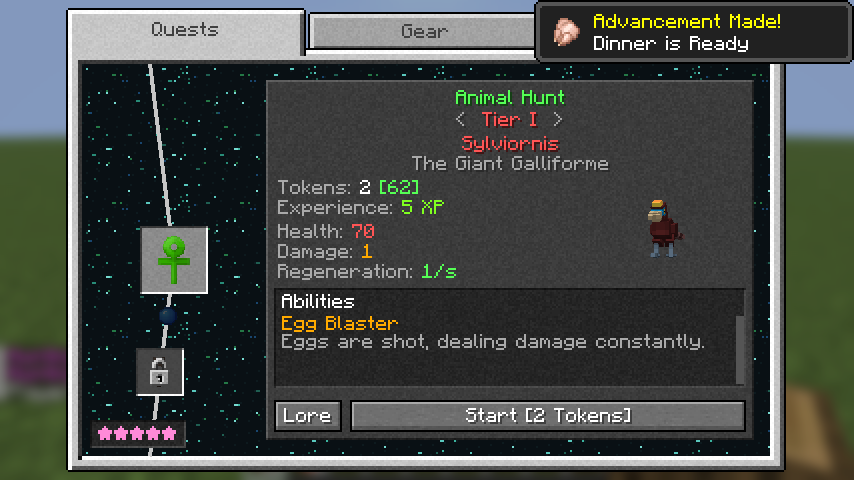 Quests
Gear
Advancement Made!
Dinner is Ready
Animal Hunt
< Tier I >
Sylviornis
The Giant Galliforme
Tokens: 2 [62]
Experience: 5 XP
Health: 70
Damage: 1
Regeneration: 1/s
Abilities
Egg Blaster
Eggs are shot, dealing damage constantly.
Lore
Start [2 Tokens]